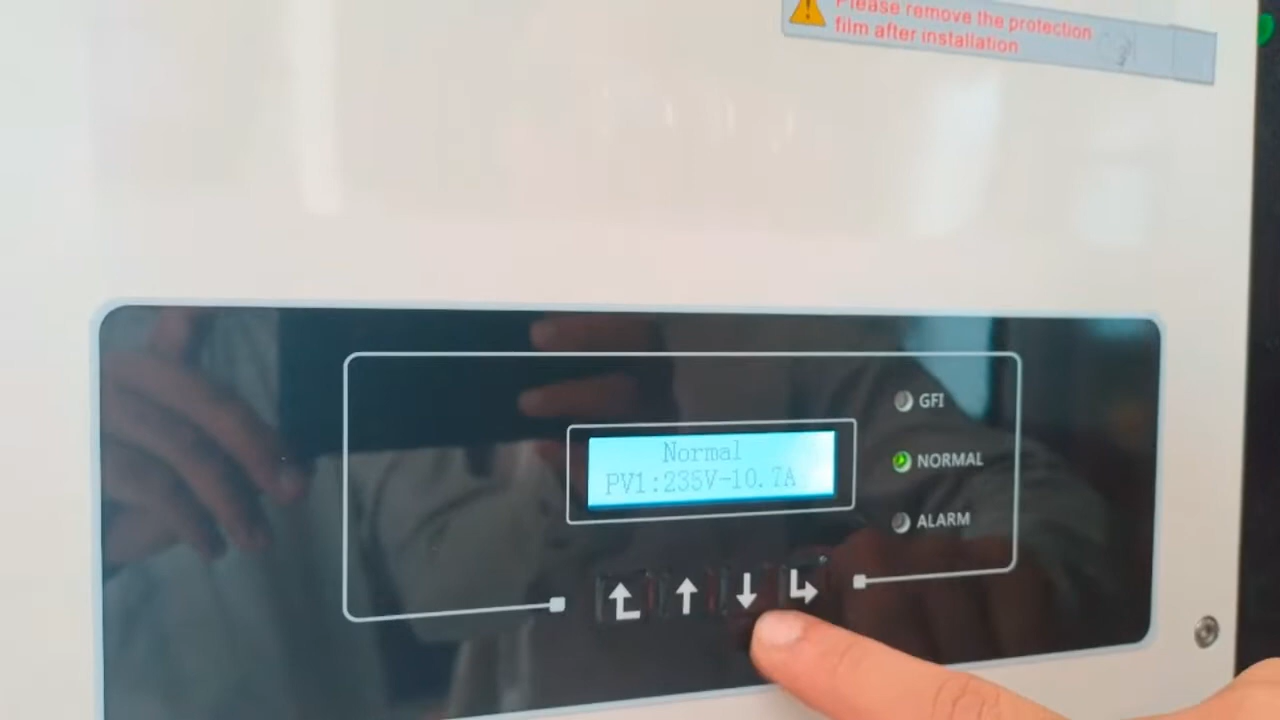 Please remove the protection
film after installation
GFI
Normal
PV1:235V-10.7A
NORMAL
ALARM